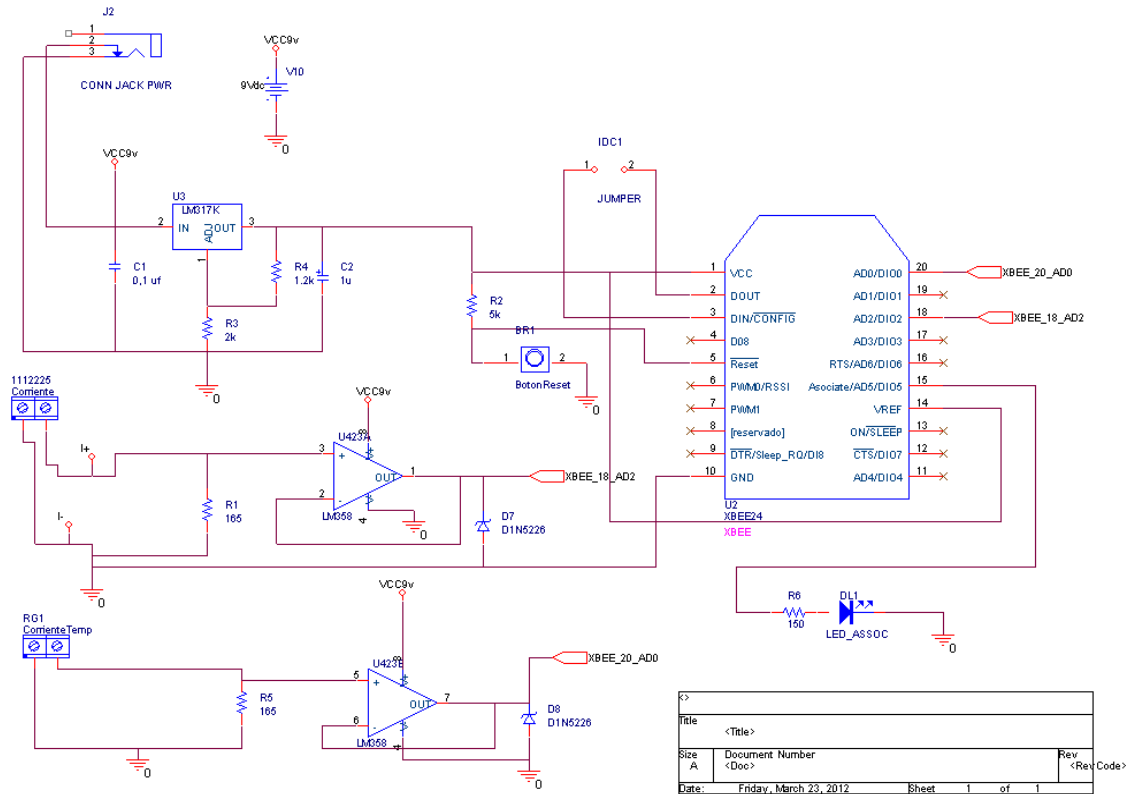 J2
1
2
3
CONN JACK PWR
VCC9v
V10
9Vdc
0
VCC9v
U3
LM317K
2
IN
ADJ
OUT
3
1
C1
0,1 uf
R4
1.2k
C2
1u
R3
2k
0
IDC1
1
2
JUMPER
R2
5k
BR1
1
2
BotonReset
0
1
VCC
2
DOUT
3
DIN/CONFIG
4
DO8
5
Reset
6
PWM0/RSSI
7
PWM1
8
[reservado]
9
DTR/Sleep_RQ/DI8
10
GND
AD0/DIO0
20
AD1/DIO1
19
AD2/DIO2
18
AD3/DIO3
17
RTS/AD6/DIO6
16
Asociate/AD5/DIO5
15
VREF
14
ON/SLEEP
13
CTS/DIO7
12
AD4/DIO4
11
XBEE_20_AD0
XBEE_18_AD2
U2
XBEE24
XBEE
1112225
Corriente
I+
I-
R1
165
0
VCC9v
U423A
8
3
+
2
-
OUT
1
4
LM358
0
XBEE_18_AD2
D7
D1N5226
R6
150
DL1
LED_ASSOC
0
RG1
CorrienteTemp
R5
165
0
VCC9v
U423B
8
5
+
6
-
OUT
7
4
LM358
XBEE_20_AD0
D8
D1N5226
0
<>
Title
<Title>
Size
A
Document Number
<Doc>
Rev
<RevCode>
Date:
Friday, March 23, 2012
Sheet
1
of
1